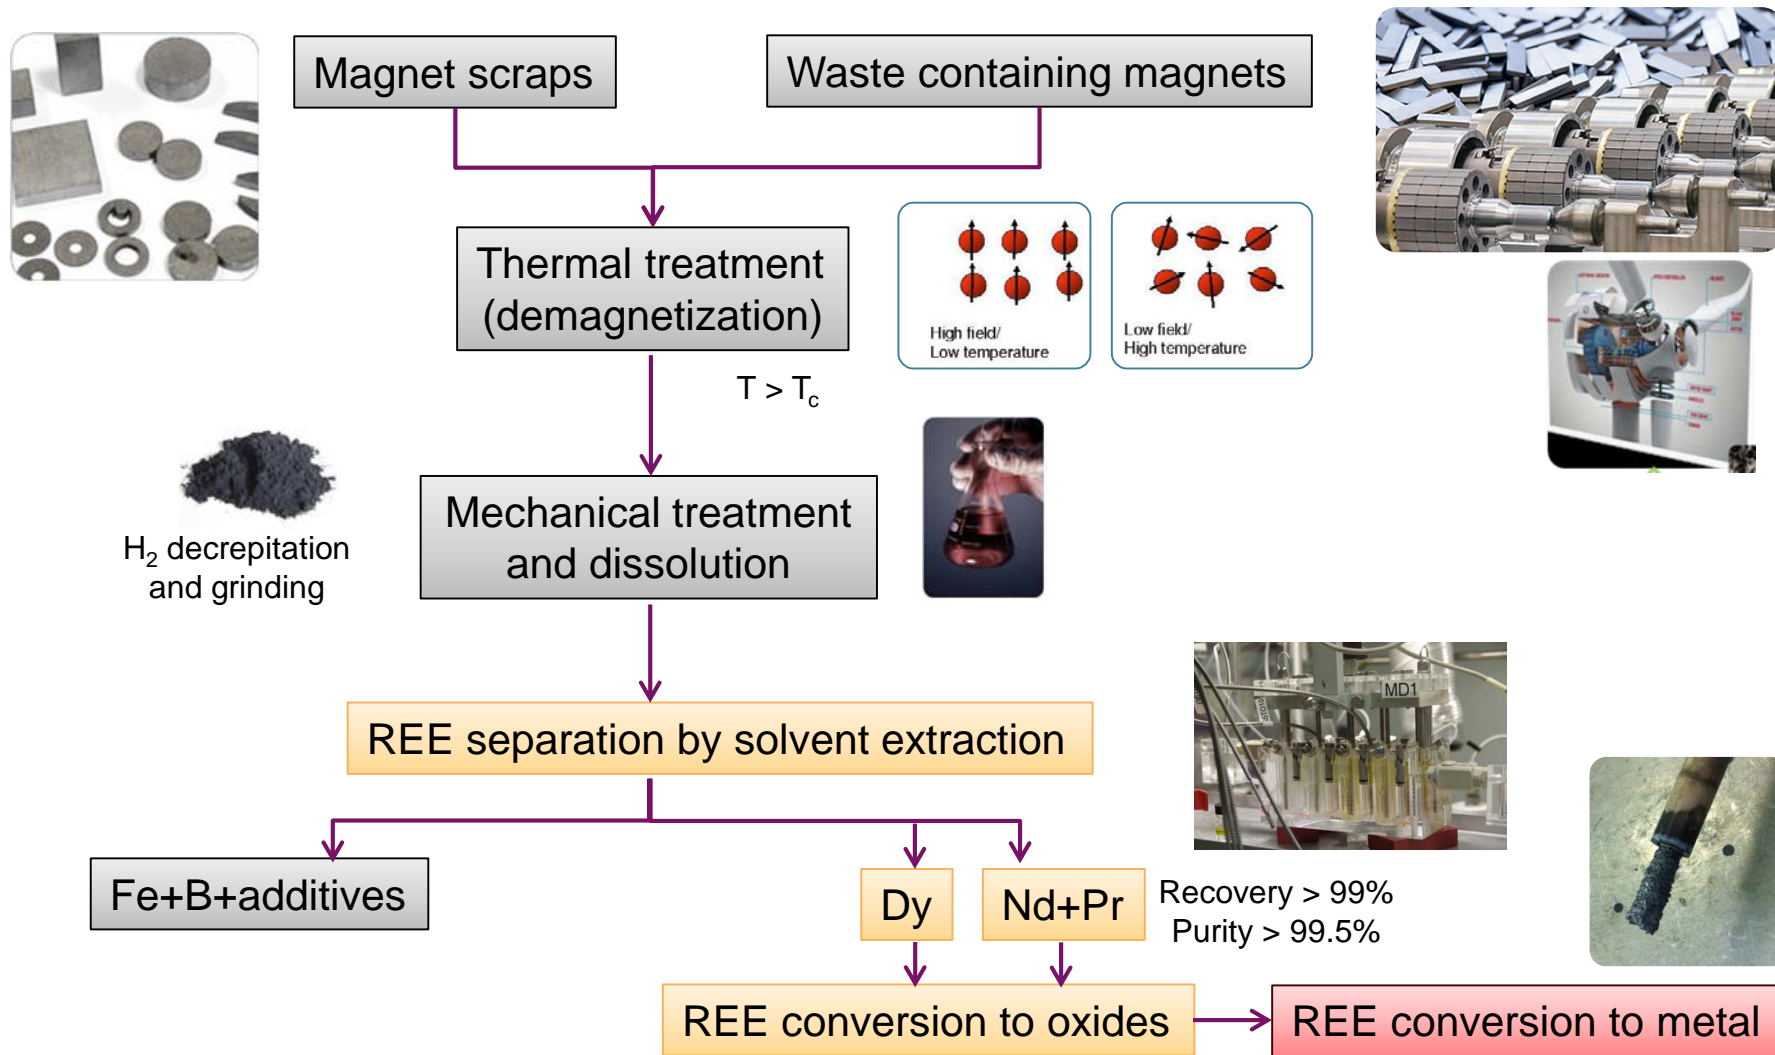 Magnet scraps
Waste containing magnets
Thermal treatment
(demagnetization)
High field/
Low temperature
Low field/
High temperature
T > Tc
H2 decrepitation
and grinding
Mechanical treatment
and dissolution
REE separation by solvent extraction
MD1
Fe+B+additives
Dy
Nd+Pr
Recovery > 99%
Purity > 99.5%
REE conversion to oxides
REE conversion to metal